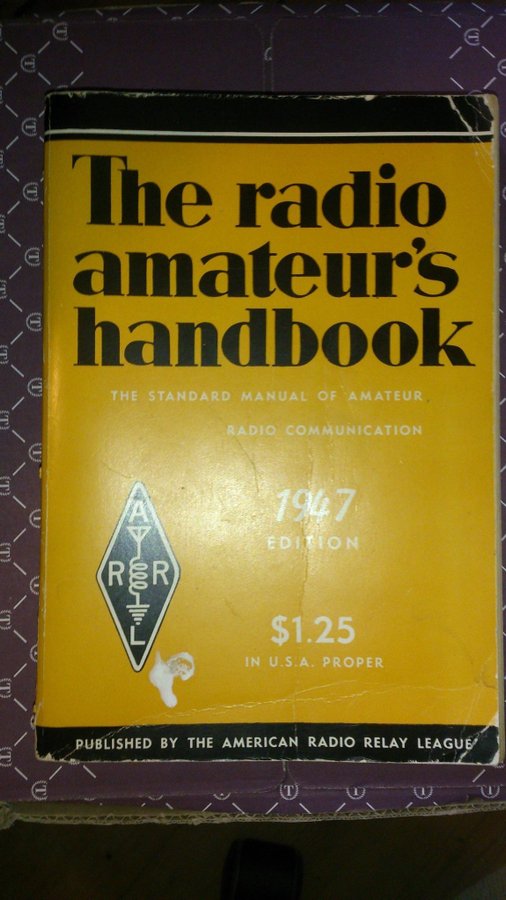 The radio
amateur's
handbook
THE STANDARD MANUAL OF AMATEUR
RADIO COMMUNICATION
1947
EDITION
A
R R
L
$1.25
IN U.S.A. PROPER
PUBLISHED BY THE AMERICAN RADIO RELAY LEAGUE